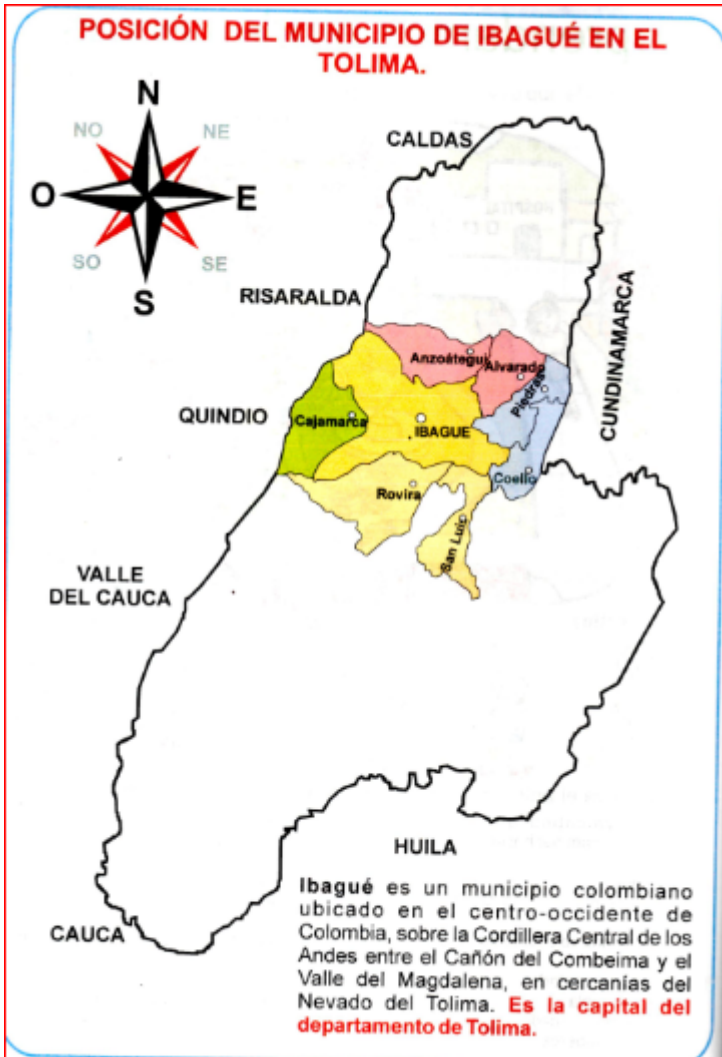 POSICIÓN DEL MUNICIPIO DE IBAGUÉ EN EL
TOLIMA.
N
NO
NE
O
E
SO
SE
S
CALDAS
RISARALDA
CUNDINAMARCA
Anzoátegui
Alvarado
Piedras
QUINDIO
Cajamarca
IBAGUE
Coello
Rovira
San Luis
VALLE
DEL CAUCA
HUILA
CAUCA
Ibagué es un municipio colombiano
ubicado en el centro-occidente de
Colombia, sobre la Cordillera Central de los
Andes entre el Cañón del Combeima y el
Valle del Magdalena, en cercanías del
Nevado del Tolima. Es la capital del
departamento de Tolima.